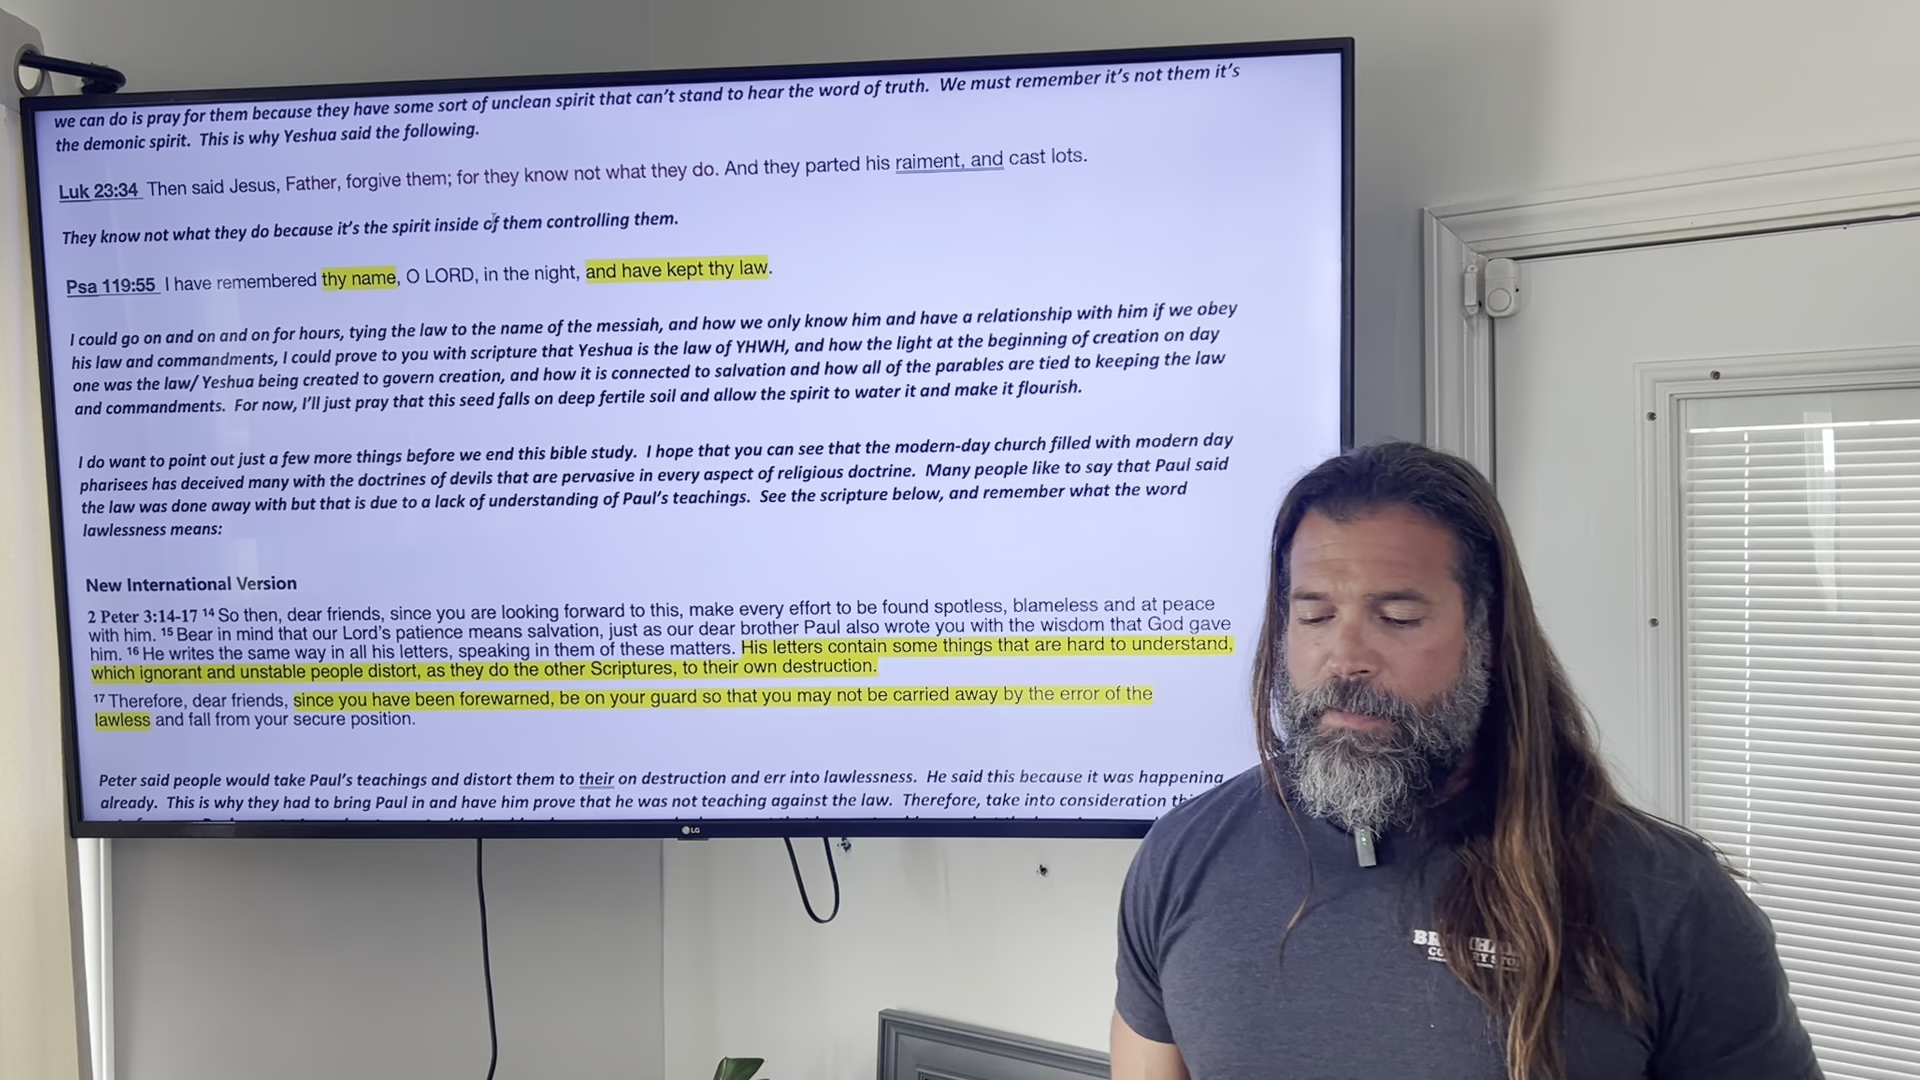 we can do is pray for them because they have some sort of unclean spirit that can't stand to hear the word of truth.  We must remember it's not them it's
the demonic spirit.  This is why Yeshua said the following.
Luk 23:34  Then said Jesus, Father, forgive them; for they know not what they do. And they parted his raiment, and cast lots.
They know not what they do because it's the spirit inside of them controlling them.
Psa 119:55  I have remembered thy name, O LORD, in the night, and have kept thy law.
I could go on and on and on for hours, tying the law to the name of the messiah, and how we only know him and have a relationship with him if we obey
his law and commandments, I could prove to you with scripture that Yeshua is the law of YHWH, and how the light at the beginning of creation on day
one was the law/ Yeshua being created to govern creation, and how it is connected to salvation and how all of the parables are tied to keeping the law
and commandments.  For now, I'll just pray that this seed falls on deep fertile soil and allow the spirit to water it and make it flourish.
I do want to point out just a few more things before we end this bible study.  I hope that you can see that the modern-day church filled with modern day
pharisees has deceived many with the doctrines of devils that are pervasive in every aspect of religious doctrine.  Many people like to say that Paul said
the law was done away with but that is due to a lack of understanding of Paul's teachings.  See the scripture below, and remember what the word
lawlessness means:
New International Version
2 Peter 3:14-17 14 So then, dear friends, since you are looking forward to this, make every effort to be found spotless, blameless and at peace
with him. 15 Bear in mind that our Lord's patience means salvation, just as our dear brother Paul also wrote you with the wisdom that God gave
him. 16 He writes the same way in all his letters, speaking in them of these matters. His letters contain some things that are hard to understand,
which ignorant and unstable people distort, as they do the other Scriptures, to their own destruction.
17 Therefore, dear friends, since you have been forewarned, be on your guard so that you may not be carried away by the error of the
lawless and fall from your secure position.
Peter said people would take Paul's teachings and distort them to their on destruction and err into lawlessness.  He said this because it was happening
already.  This is why they had to bring Paul in and have him prove that he was not teaching against the law.  Therefore, take into consideration
LG